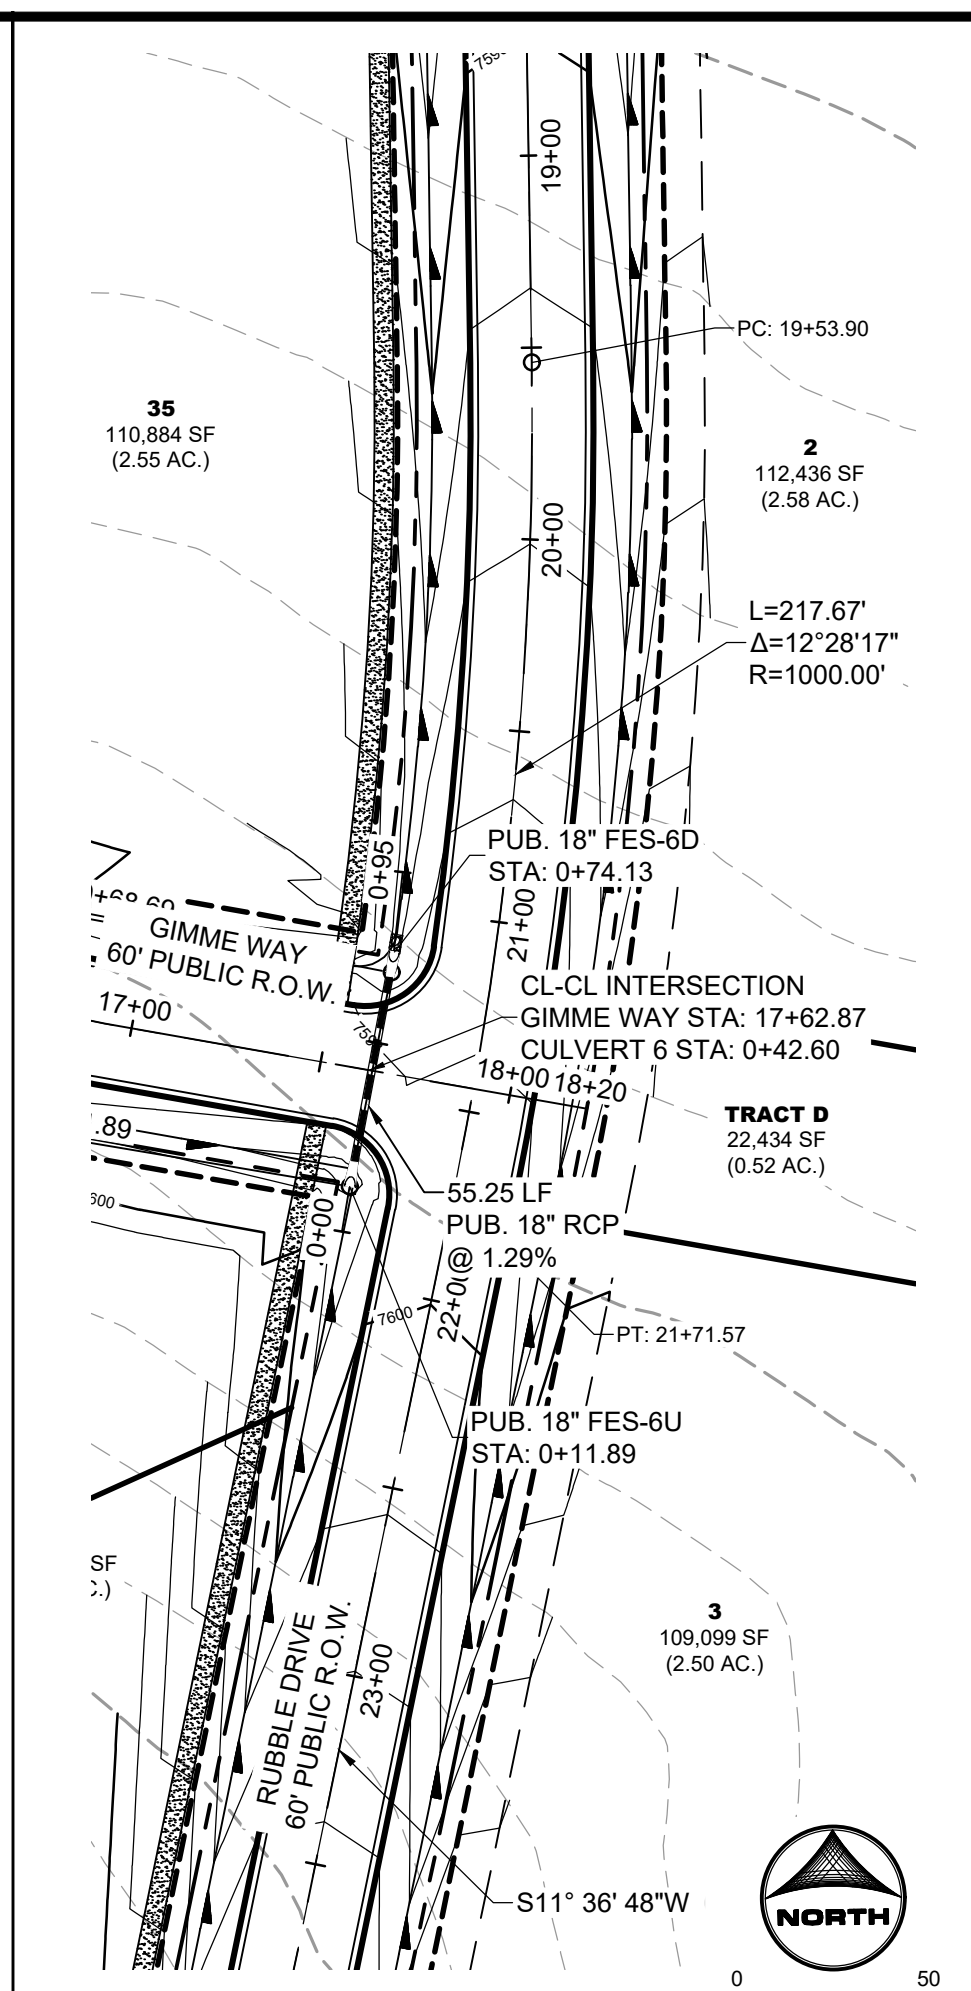 19+00
PC: 19+53.90
35
110,884 SF
(2.55 AC.)
2
112,436 SF
(2.58 AC.)
20+00
L=217.67'
Δ=12°28'17"
R=1000.00'
PUB. 18" FES-6D
STA: 0+74.13
0+95
21+00
GIMME WAY
60' PUBLIC R.O.W.
CL-CL INTERSECTION
GIMME WAY STA: 17+62.87
CULVERT 6 STA: 0+42.60
17+00
18+00
18+20
TRACT D
22,434 SF
(0.52 AC.)
.89
55.25 LF
PUB. 18" RCP
@ 1.29%
0+00
7600
22+00
PT: 21+71.57
PUB. 18" FES-6U
STA: 0+11.89
SF
3
109,099 SF
(2.50 AC.)
RUBBLE DRIVE
60' PUBLIC R.O.W.
23+00
S11° 36' 48"W
NORTH
0 50